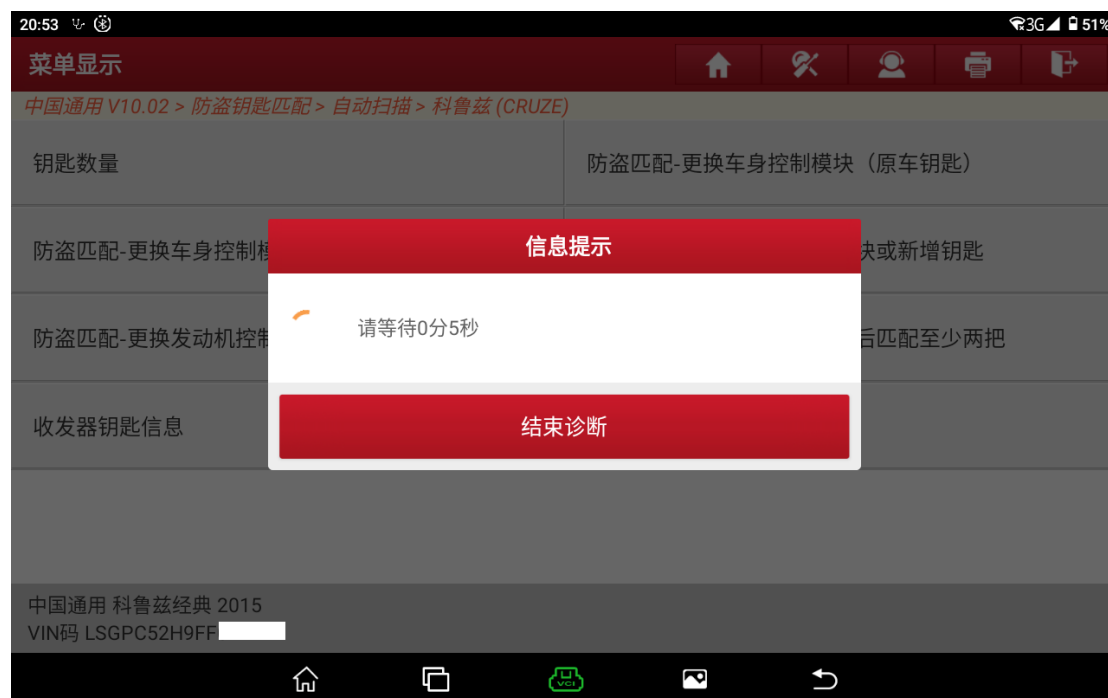 20:53
3G 51%
菜单显示
中国通用 V10.02 > 防盗钥匙匹配 > 自动扫描 > 科鲁兹 (CRUZE)
钥匙数量
防盗匹配-更换车身控制模块（原车钥匙）
防盗匹配-更换车身控制
信息提示
块或新增钥匙
请等待0分5秒
防盗匹配-更换发动机控制
后匹配至少两把
收发器钥匙信息
结束诊断
中国通用 科鲁兹经典 2015
VIN码 LSGPC52H9FF
VCI